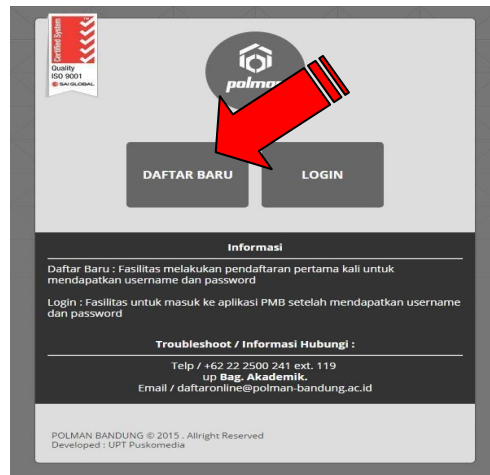 Certified System
Quality
ISO 9001
SAI GLOBAL
polman
DAFTAR BARU
LOGIN
Informasi
Daftar Baru : Fasilitas melakukan pendaftaran pertama kali untuk
mendapatkan username dan password
Login : Fasilitas untuk masuk ke aplikasi PMB setelah mendapatkan username
dan password
Troubleshoot / Informasi Hubungi :
Telp / +62 22 2500 241 ext. 119
up Bag. Akademik.
Email / daftaronline@polman-bandung.ac.id
POLMAN BANDUNG © 2015 . Allright Reserved
Developed : UPT Puskomedia